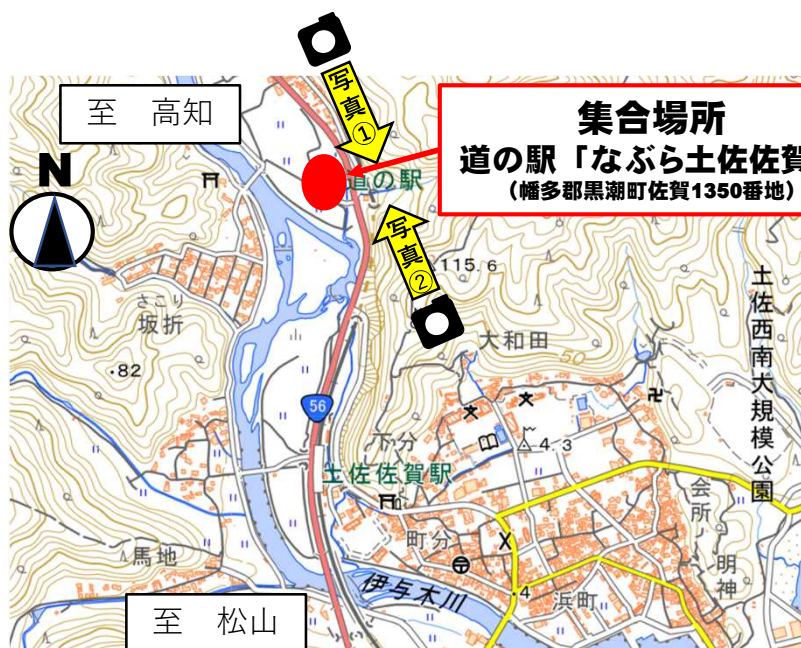 至　高知
写真①
集合場所
道の駅「なぶら土佐佐賀
（幡多郡黒潮町佐賀1350番地）
N
道の駅
写真②
115.6
さこり
坂折
大和田
50
82
土佐西南大規模公園
56
下分
4.3
土佐佐賀駅
会所
町分
明神
馬地
伊与木川
4
浜町
至　松山